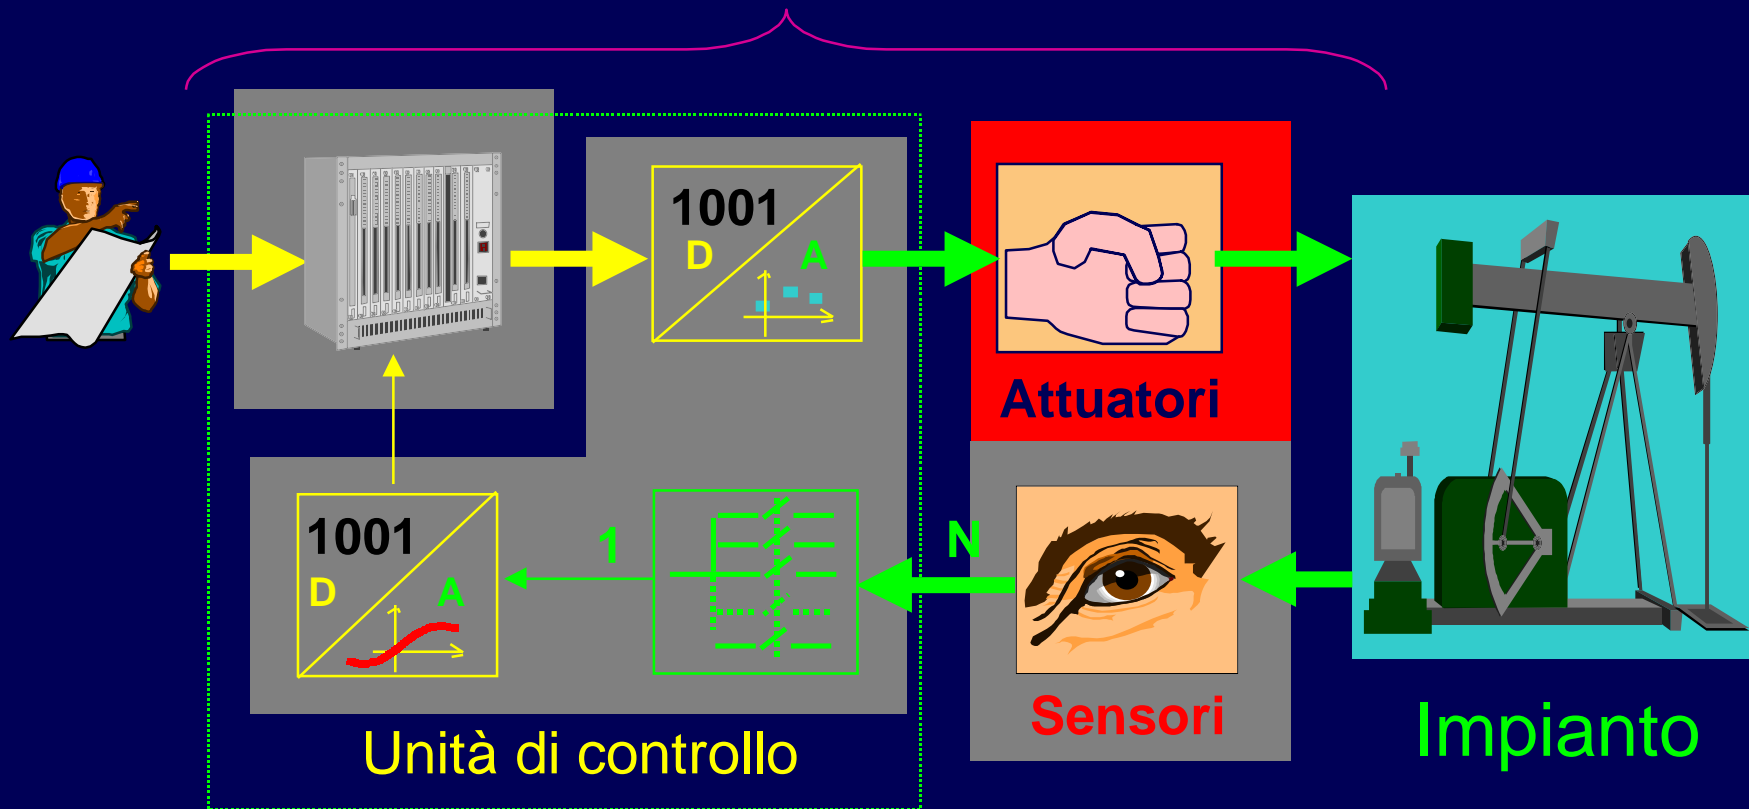 1001
D A
Attuatori
1001
D A
1
N
Sensori
Unità di controllo
Impianto